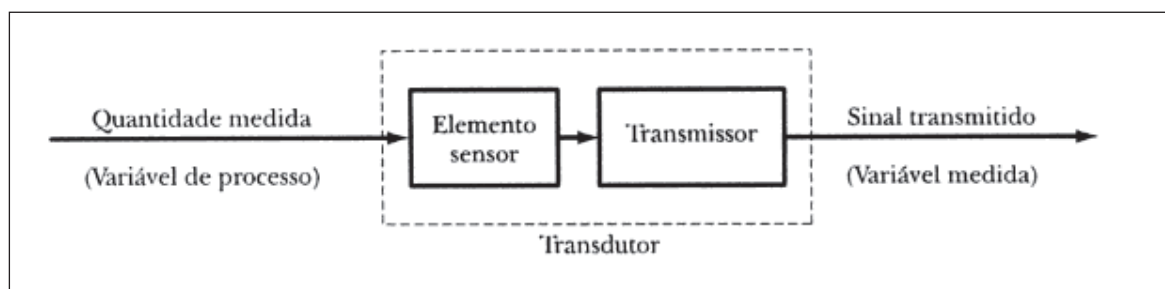 Quantidade medida
(Variável de processo)
Elemento
sensor
Transmissor
Sinal transmitido
(Variável medida)
Transdutor